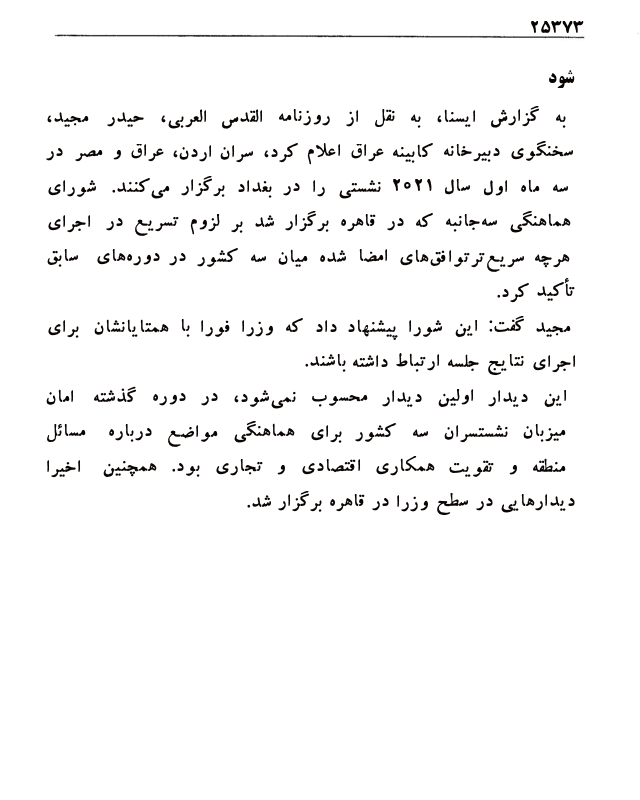 ۲۵۳۷۳
شود
به گزارش ایسنا، به نقل از روزنامه القدس العربی، حیدر مجید،
سخنگوی دبیرخانه کابینه عراق اعلام کرد، سران اردن، عراق و مصر در
سه ماه اول سال ۲۰۲۱ نشستی را در بغداد برگزار می‌کنند. شورای
هماهنگی سه‌جانبه که در قاهره برگزار شد بر لزوم تسریع در اجرای
هرچه سریع‌تر توافق‌های امضا شده میان سه کشور در دوره‌های سابق
تأکید کرد.
مجید گفت: این شورا پیشنهاد داد که وزرا فورا با همتایانشان برای
اجرای نتایج جلسه ارتباط داشته باشند.
این دیدار اولین دیدار محسوب نمی‌شود، در دوره گذشته امان
میزبان نشستسران سه کشور برای هماهنگی مواضع درباره مسائل
منطقه و تقویت همکاری اقتصادی و تجاری بود. همچنین اخیرا
دیدارهایی در سطح وزرا در قاهره برگزار شد.